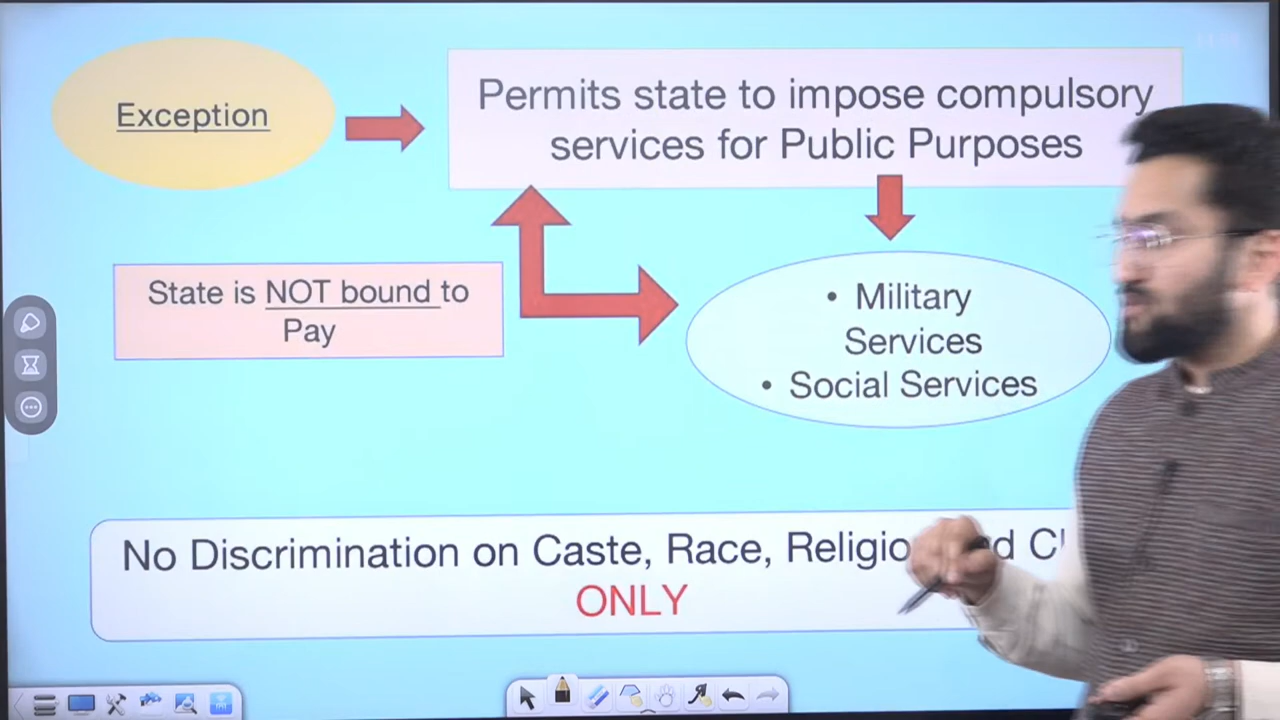 Exception
Permits state to impose compulsory
services for Public Purposes
State is NOT bound to
Pay
• Military
Services
• Social Services
No Discrimination on Caste, Race,
ONLY